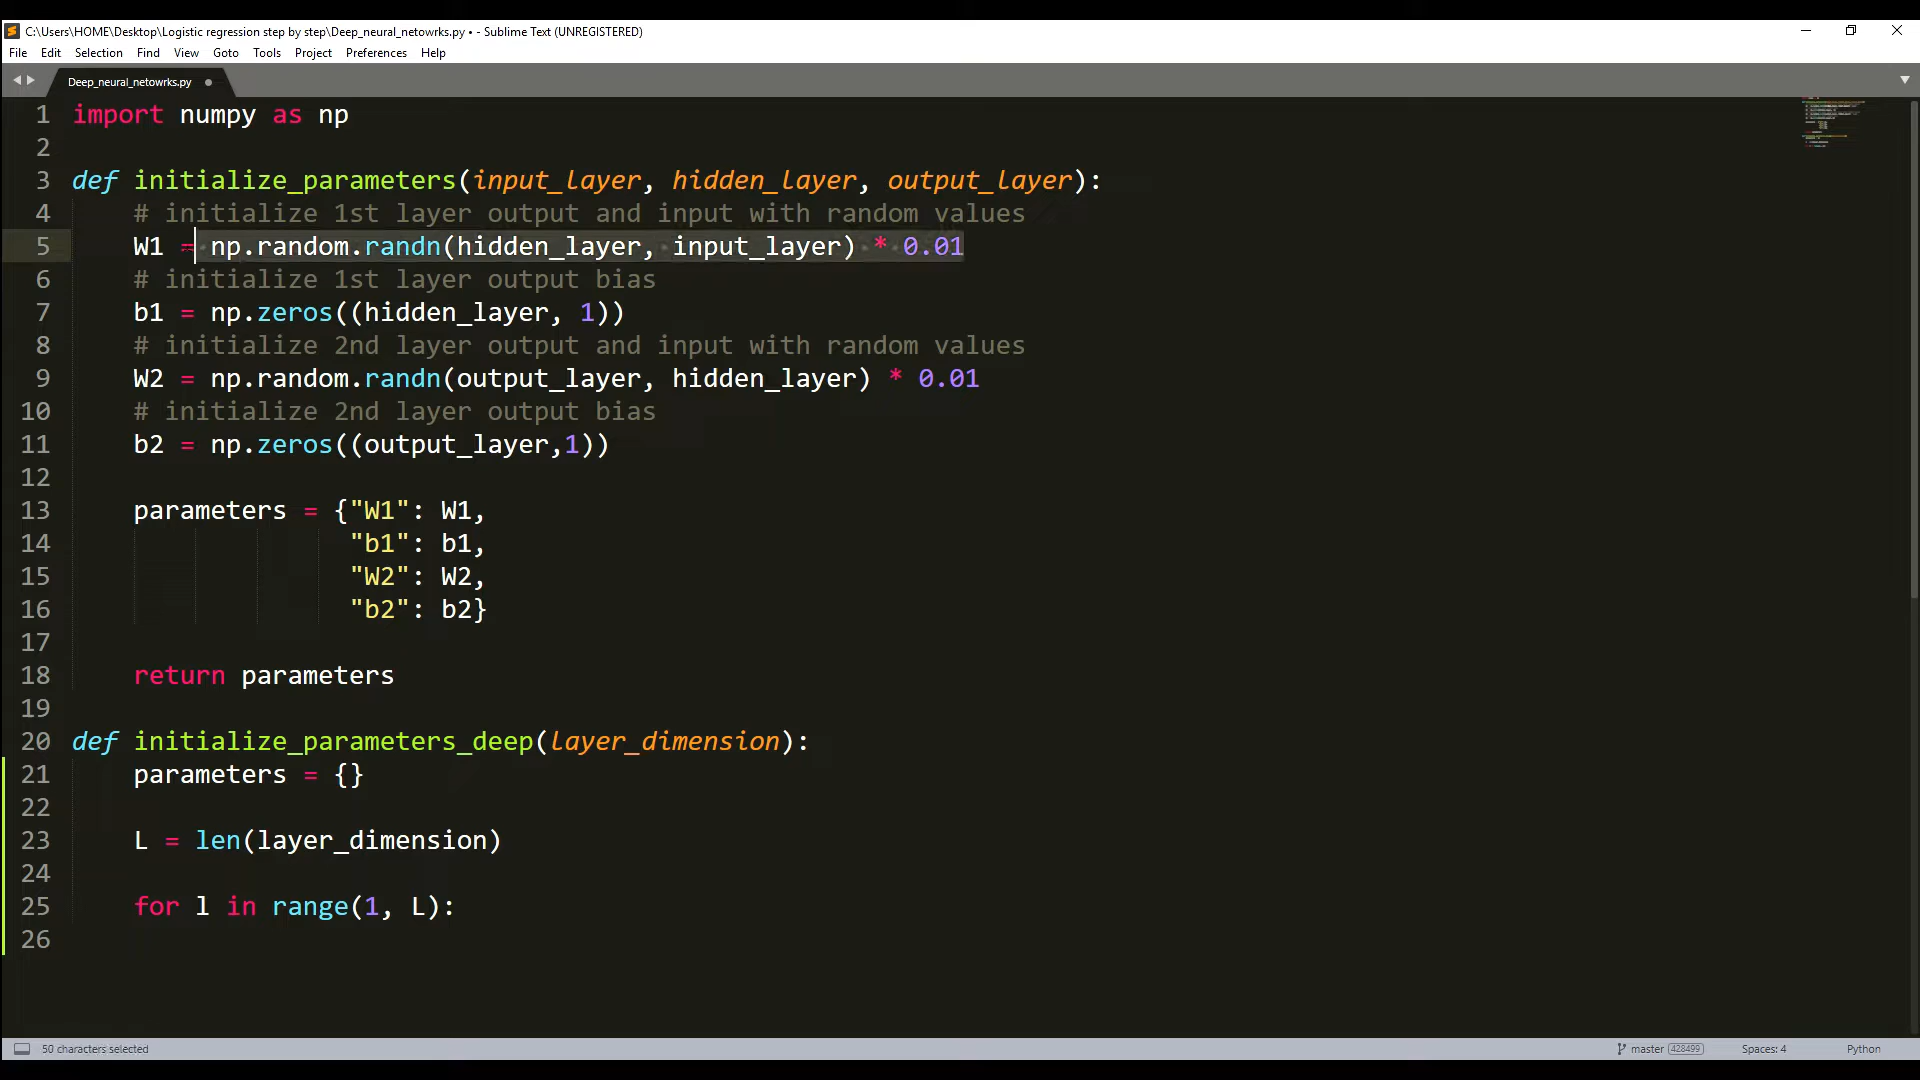 C:\Users\HOME\Desktop\Logistic regression step by step\Deep_neural_netowrks.py • - Sublime Text (UNREGISTERED)
File Edit Selection Find View Goto Tools Project Preferences Help
Deep_neural_netowrks.py
1 import numpy as np
2
3 def initialize_parameters(input_layer, hidden_layer, output_layer):
4     # initialize 1st layer output and input with random values
5     W1 = np.random.randn(hidden_layer, input_layer) * 0.01
6     # initialize 1st layer output bias
7     b1 = np.zeros((hidden_layer, 1))
8     # initialize 2nd layer output and input with random values
9     W2 = np.random.randn(output_layer, hidden_layer) * 0.01
10     # initialize 2nd layer output bias
11     b2 = np.zeros((output_layer,1))
12
13     parameters = {"W1": W1,
14                   "b1": b1,
15                   "W2": W2,
16                   "b2": b2}
17
18     return parameters
19
20 def initialize_parameters_deep(layer_dimension):
21     parameters = {}
22
23     L = len(layer_dimension)
24
25     for l in range(1, L):
26
50 characters selected master 428499 Spaces: 4 Python